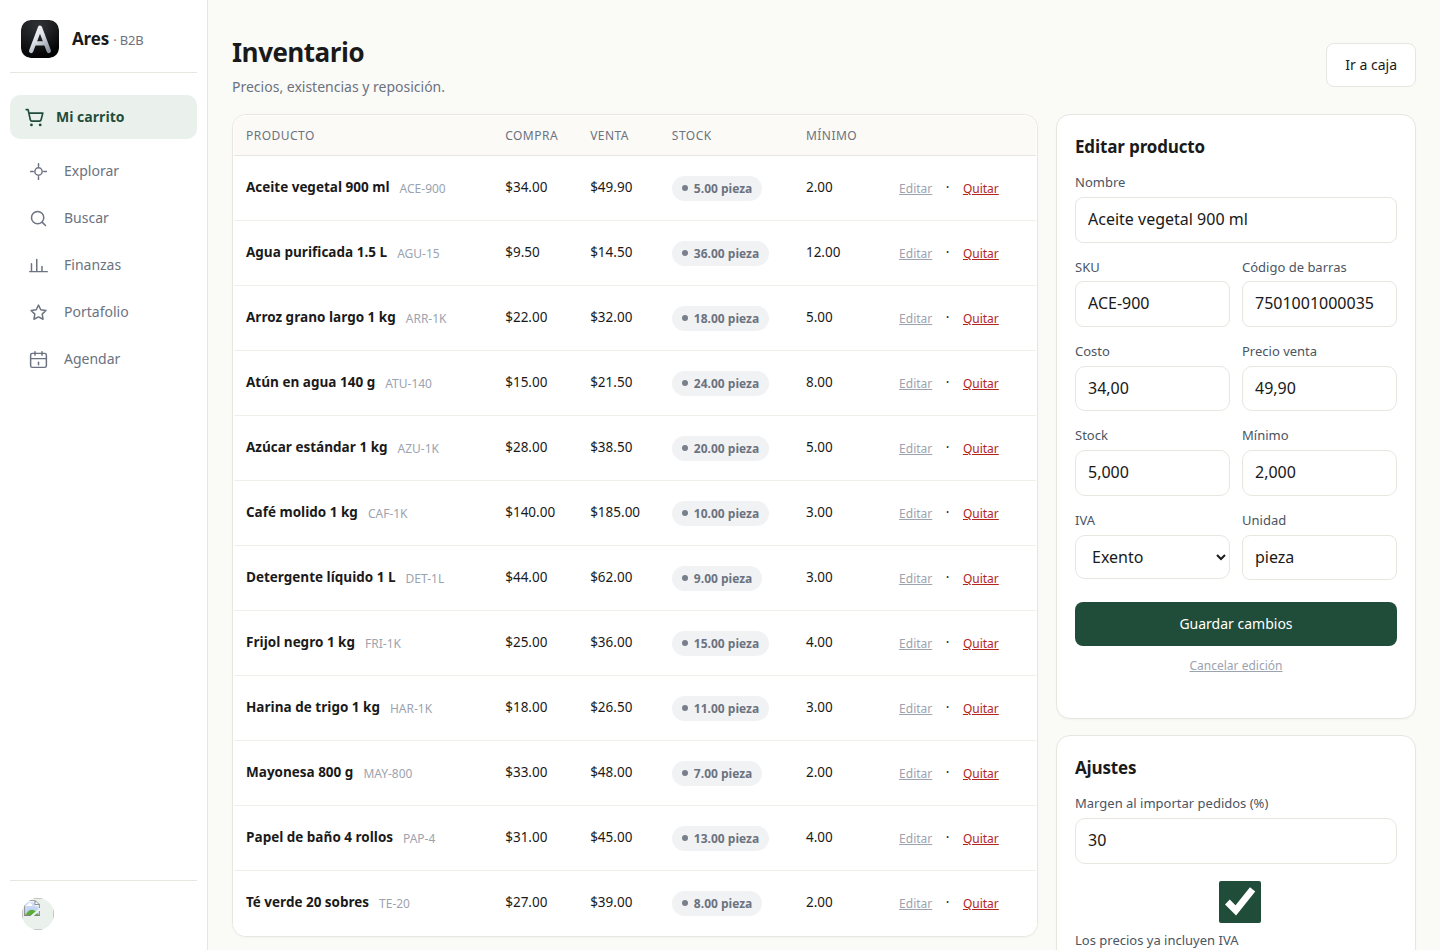 Ares · B2B
Mi carrito
Explorar
Buscar
Finanzas
Portafolio
Agendar
Inventario
Precios, existencias y reposición.
Ir a caja
PRODUCTO COMPRA VENTA STOCK MÍNIMO
Aceite vegetal 900 ml ACE-900 $34.00 $49.90 5.00 pieza 2.00 Editar · Quitar
Agua purificada 1.5 L AGU-15 $9.50 $14.50 36.00 pieza 12.00 Editar · Quitar
Arroz grano largo 1 kg ARR-1K $22.00 $32.00 18.00 pieza 5.00 Editar · Quitar
Atún en agua 140 g ATU-140 $15.00 $21.50 24.00 pieza 8.00 Editar · Quitar
Azúcar estándar 1 kg AZU-1K $28.00 $38.50 20.00 pieza 5.00 Editar · Quitar
Café molido 1 kg CAF-1K $140.00 $185.00 10.00 pieza 3.00 Editar · Quitar
Detergente líquido 1 L DET-1L $44.00 $62.00 9.00 pieza 3.00 Editar · Quitar
Frijol negro 1 kg FRI-1K $25.00 $36.00 15.00 pieza 4.00 Editar · Quitar
Harina de trigo 1 kg HAR-1K $18.00 $26.50 11.00 pieza 3.00 Editar · Quitar
Mayonesa 800 g MAY-800 $33.00 $48.00 7.00 pieza 2.00 Editar · Quitar
Papel de baño 4 rollos PAP-4 $31.00 $45.00 13.00 pieza 4.00 Editar · Quitar
Té verde 20 sobres TE-20 $27.00 $39.00 8.00 pieza 2.00 Editar · Quitar
Editar producto
Nombre
Aceite vegetal 900 ml
SKU Código de barras
ACE-900 7501001000035
Costo Precio venta
34,00 49,90
Stock Mínimo
5,000 2,000
IVA Unidad
Exento pieza
Guardar cambios
Cancelar edición
Ajustes
Margen al importar pedidos (%)
30
Los precios ya incluyen IVA